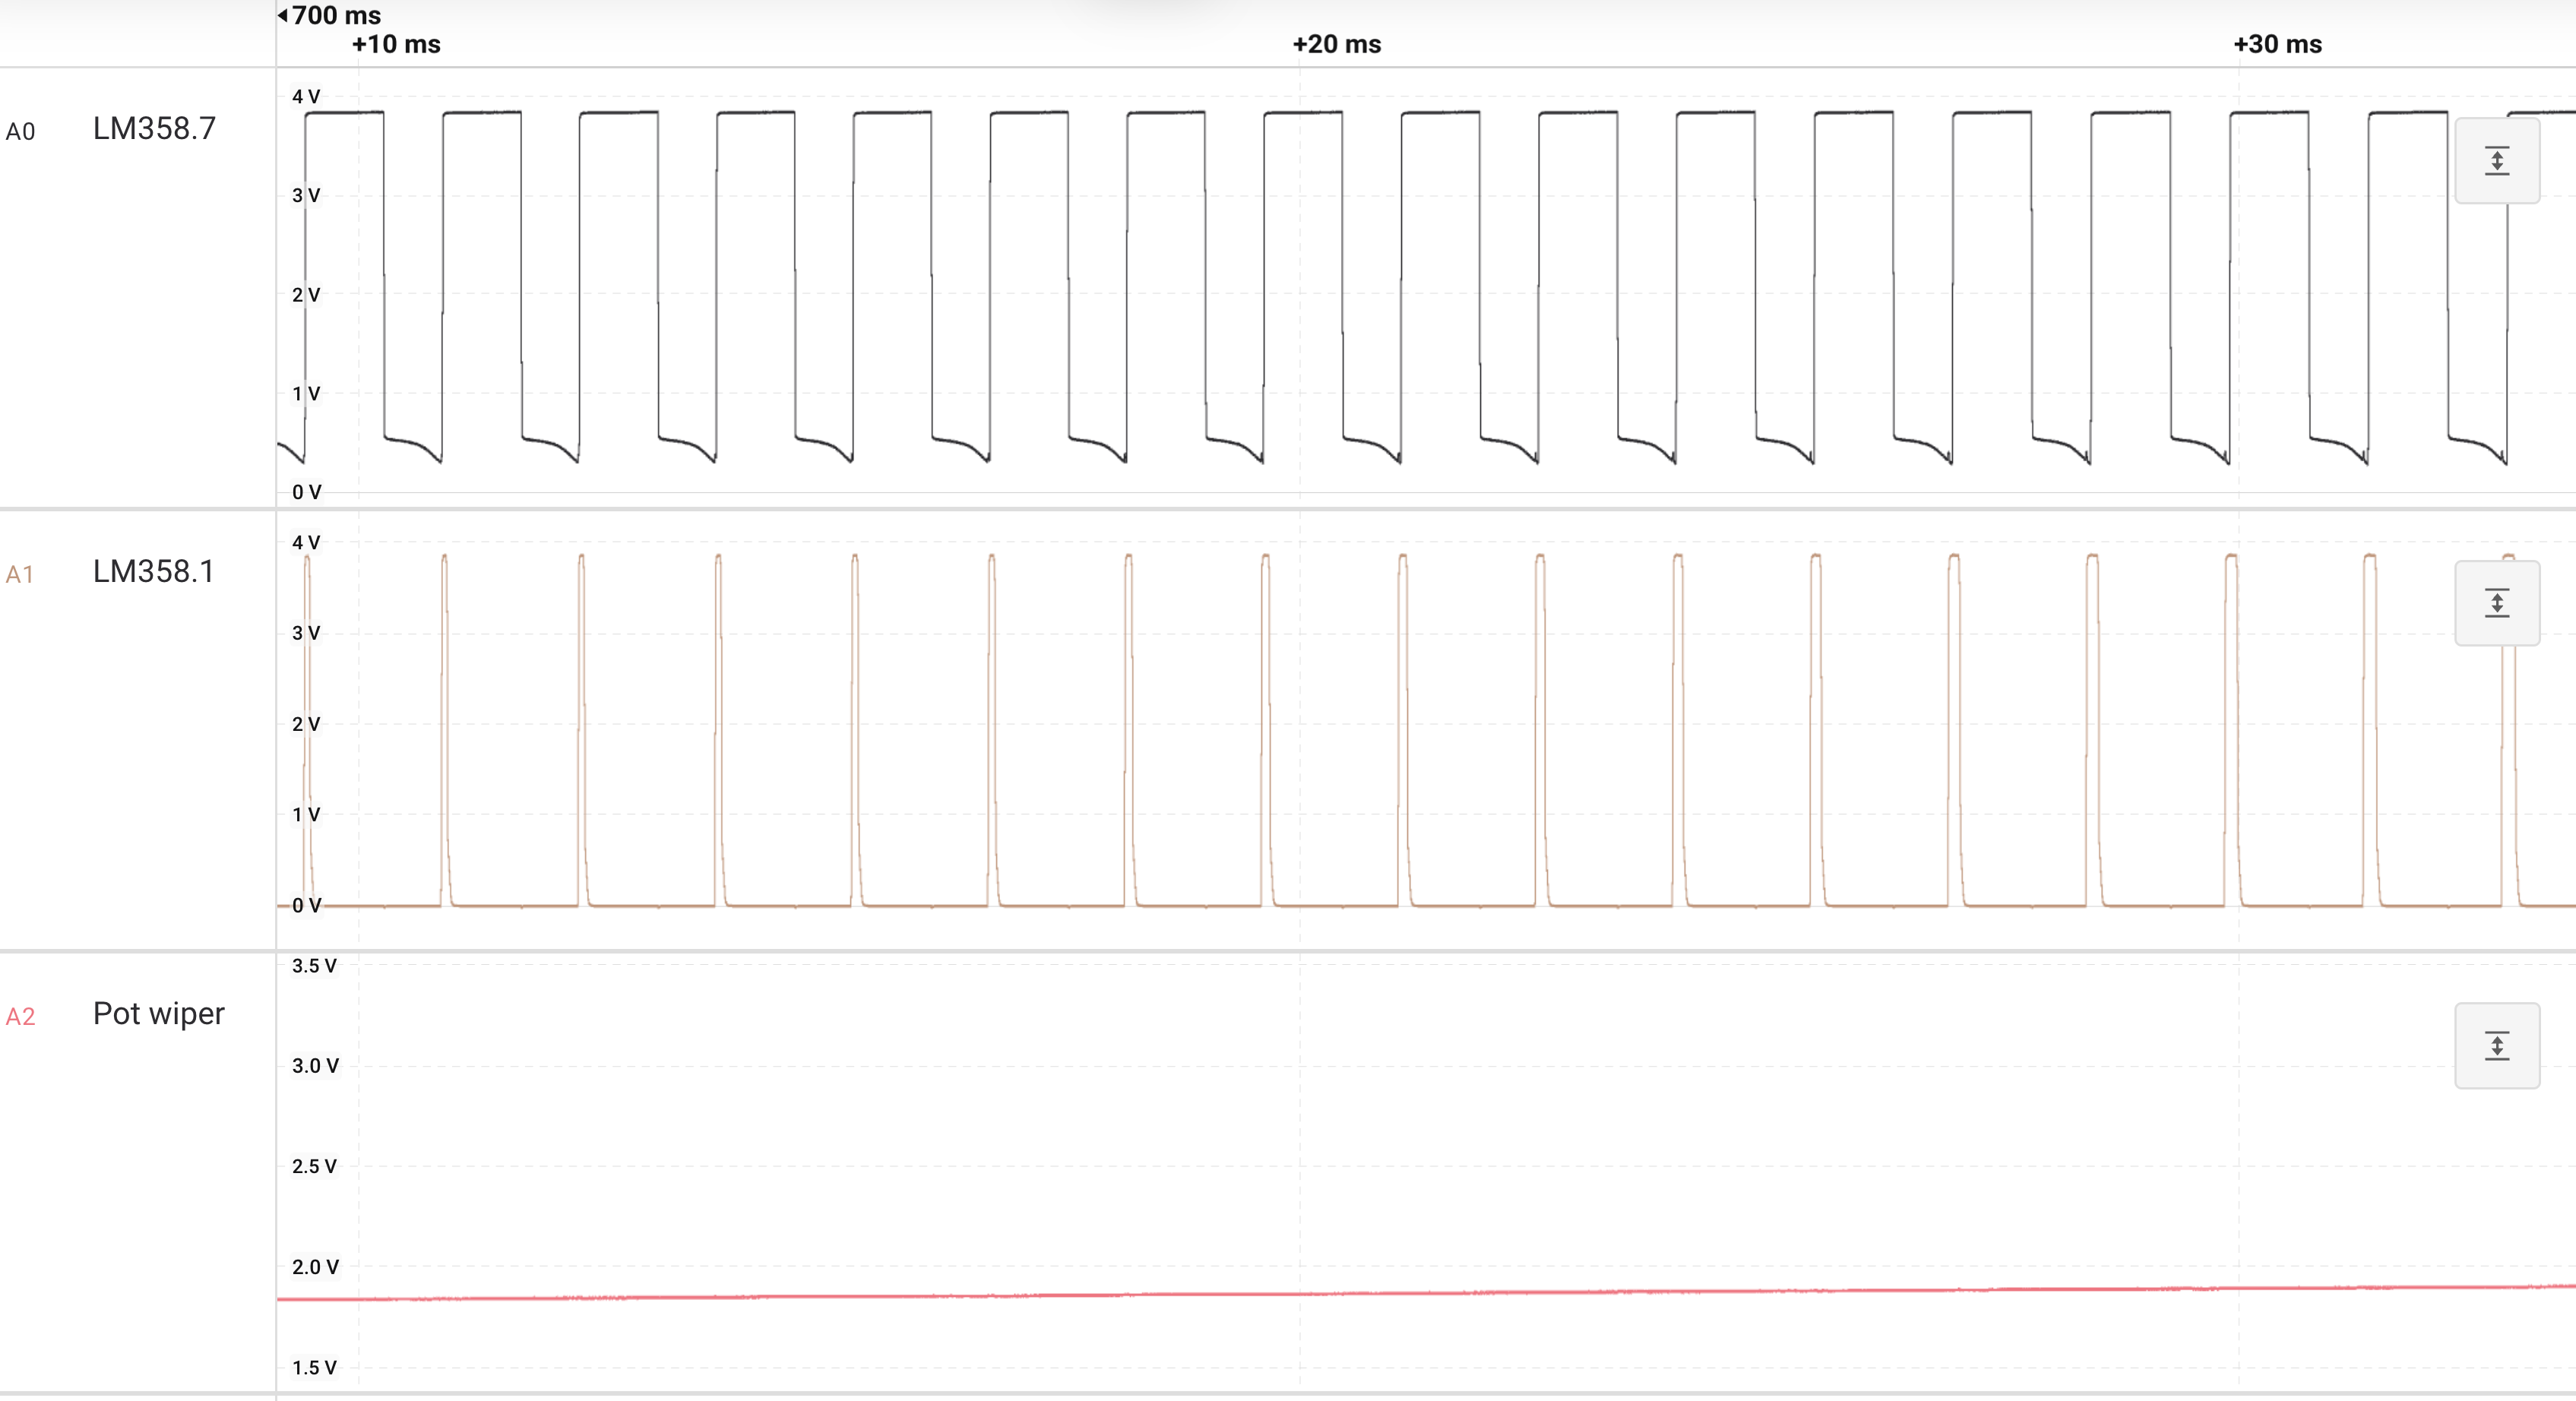 700 ms
+10 ms +20 ms +30 ms
A0 LM358.7
4 V
3 V
2 V
1 V
0 V
A1 LM358.1
4 V
3 V
2 V
1 V
0 V
A2 Pot wiper
3.5 V
3.0 V
2.5 V
2.0 V
1.5 V